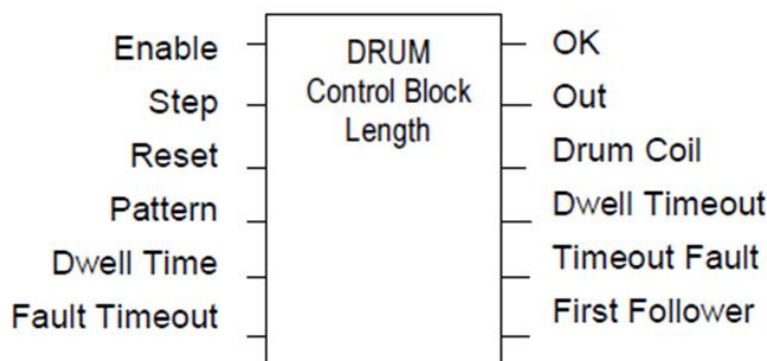 Enable
Step
Reset
Pattern
Dwell Time
Fault Timeout
DRUM
Control Block
Length
OK
Out
Drum Coil
Dwell Timeout
Timeout Fault
First Follower